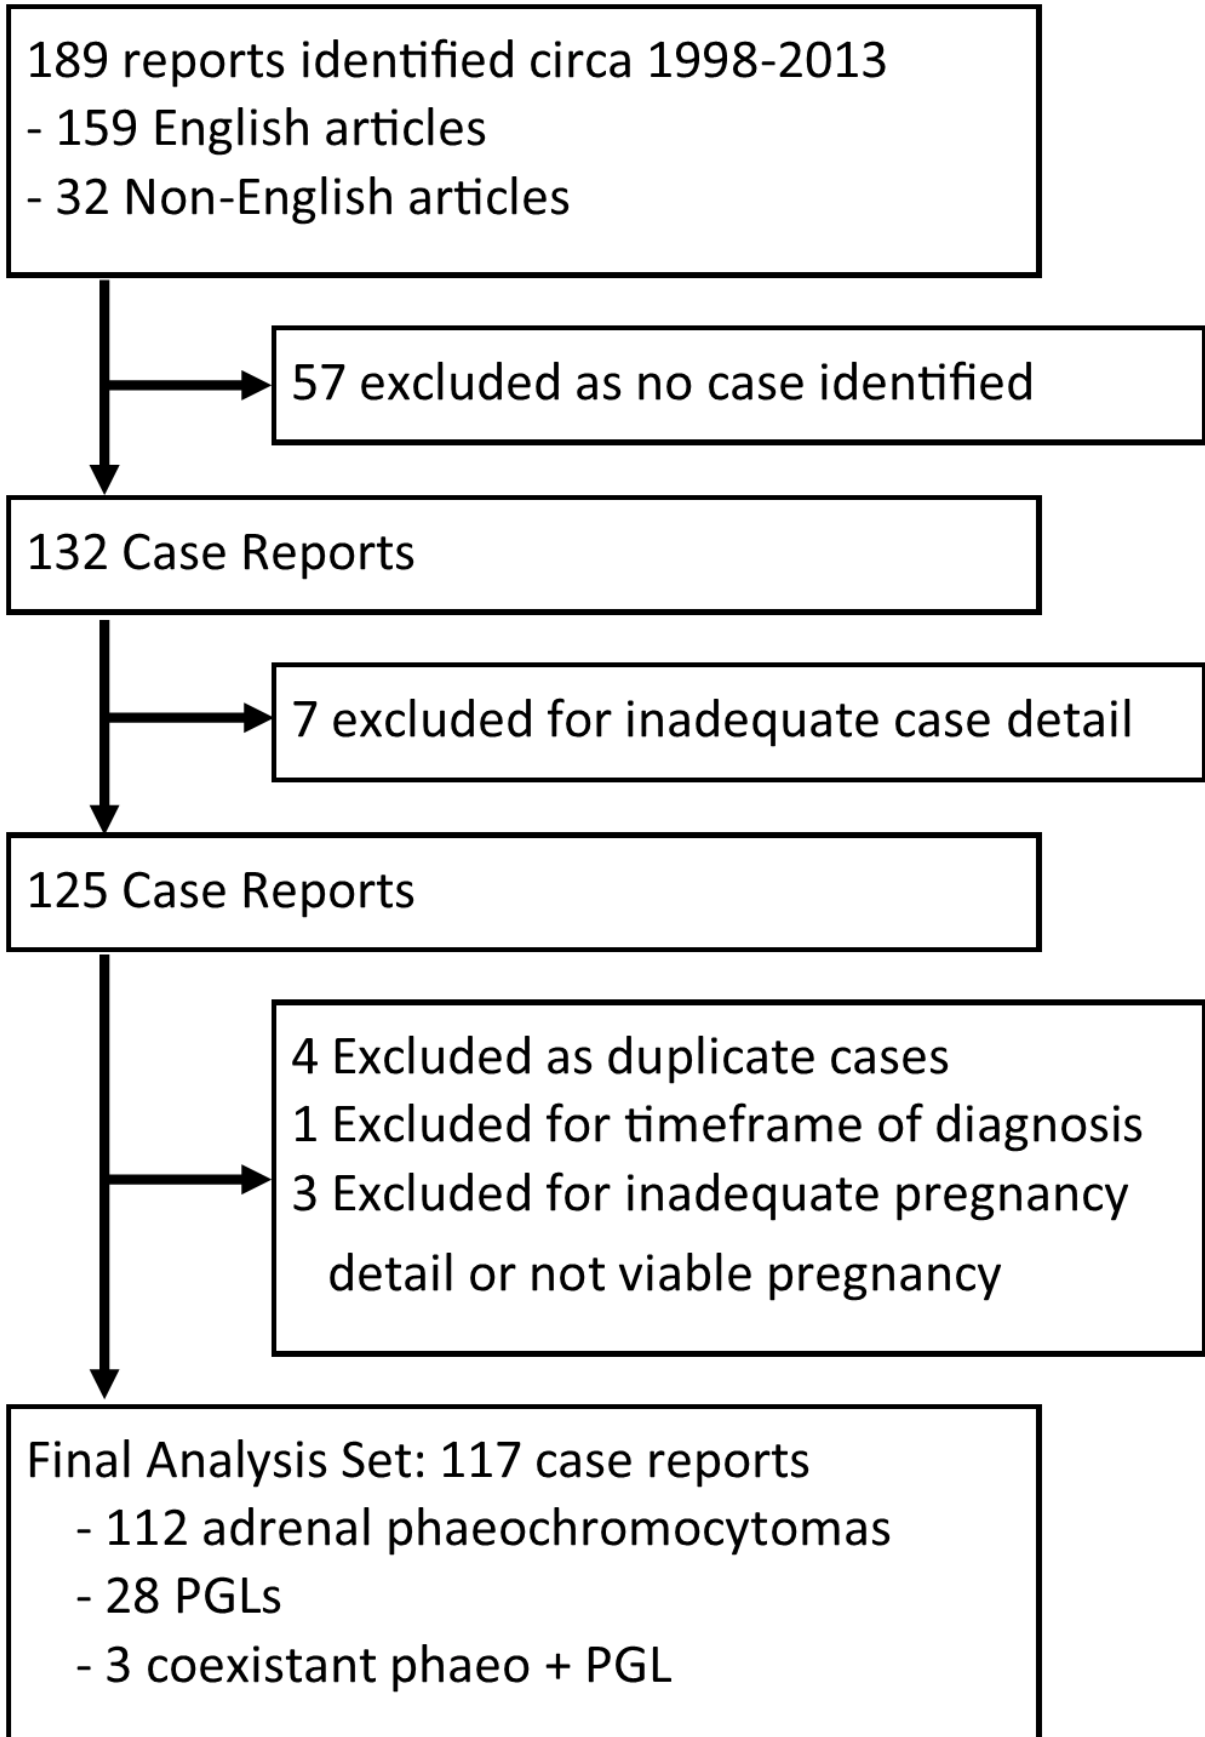 189 reports identified circa 1998-2013
- 159 English articles
- 32 Non-English articles
57 excluded as no case identified
132 Case Reports
7 excluded for inadequate case detail
125 Case Reports
4 Excluded as duplicate cases
1 Excluded for timeframe of diagnosis
3 Excluded for inadequate pregnancy
detail or not viable pregnancy
Final Analysis Set: 117 case reports
- 112 adrenal phaeochromocytomas
- 28 PGLs
- 3 coexistant phaeo + PGL